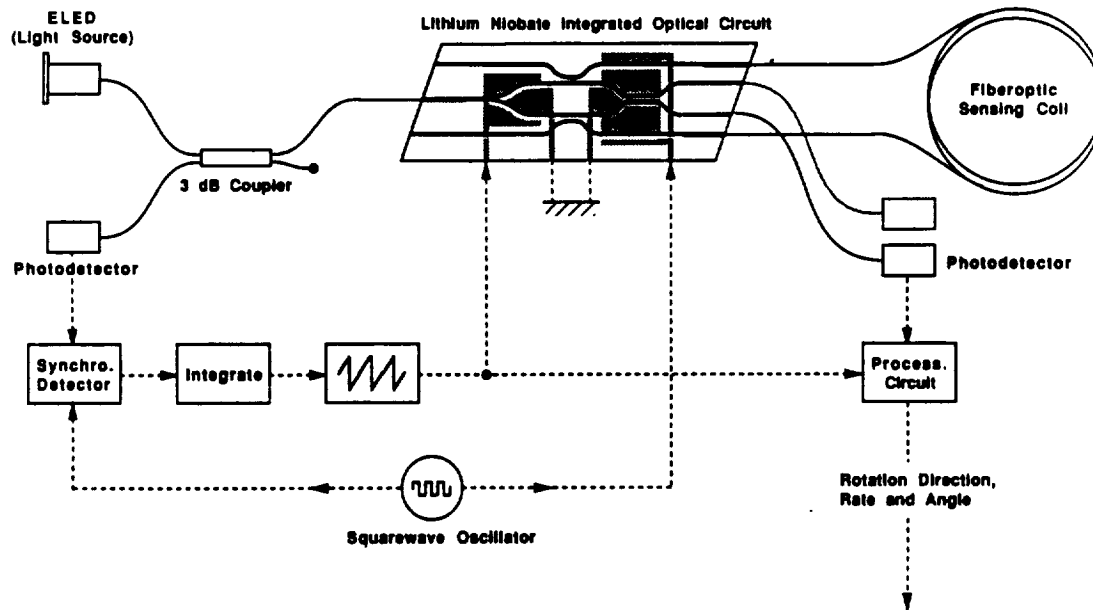 ELED
(Light Source)
Lithium Niobate Integrated Optical Circuit
Fiberoptic
Sensing Coil
3 dB Coupler
Photodetector
Photodetector
Synchro.
Detector
Integrate
Process.
Circuit
Rotation Direction,
Rate and Angle
Squarewave Oscillator